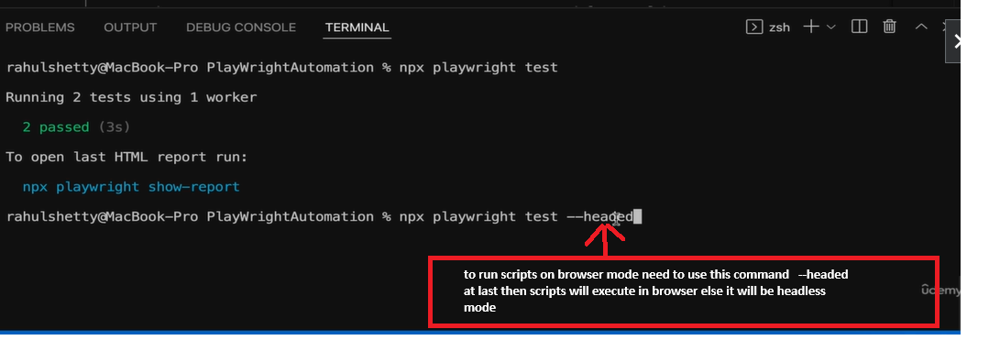 PROBLEMS OUTPUT DEBUG CONSOLE TERMINAL zsh
rahulshetty@MacBook-Pro PlayWrightAutomation % npx playwright test
Running 2 tests using 1 worker
2 passed (3s)
To open last HTML report run:
npx playwright show-report
rahulshetty@MacBook-Pro PlayWrightAutomation % npx playwright test --headed
to run scripts on browser mode need to use this command --headed
at last then scripts will execute in browser else it will be headless
mode
ûdemy